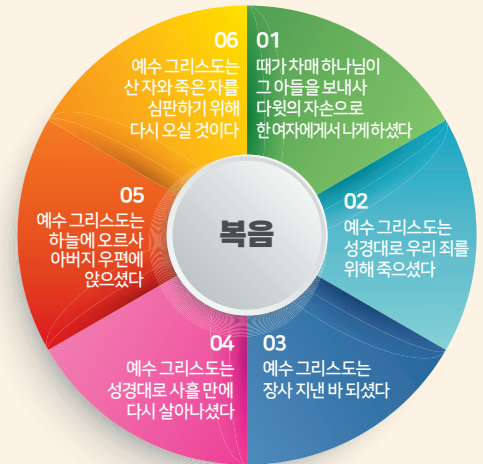 복음
01
때가 차매 하나님이
그 아들을 보내사
다윗의 자손으로
한 여자에게서 나게 하셨다
02
예수 그리스도는
성경대로 우리 죄를
위해 죽으셨다
03
예수 그리스도는
장사 지낸 바 되셨다
04
예수 그리스도는
성경대로 사흘 만에
다시 살아나셨다
05
예수 그리스도는
하늘에 오르사
아버지 우편에
앉으셨다
06
예수 그리스도는
산 자와 죽은 자를
심판하기 위해
다시 오실 것이다